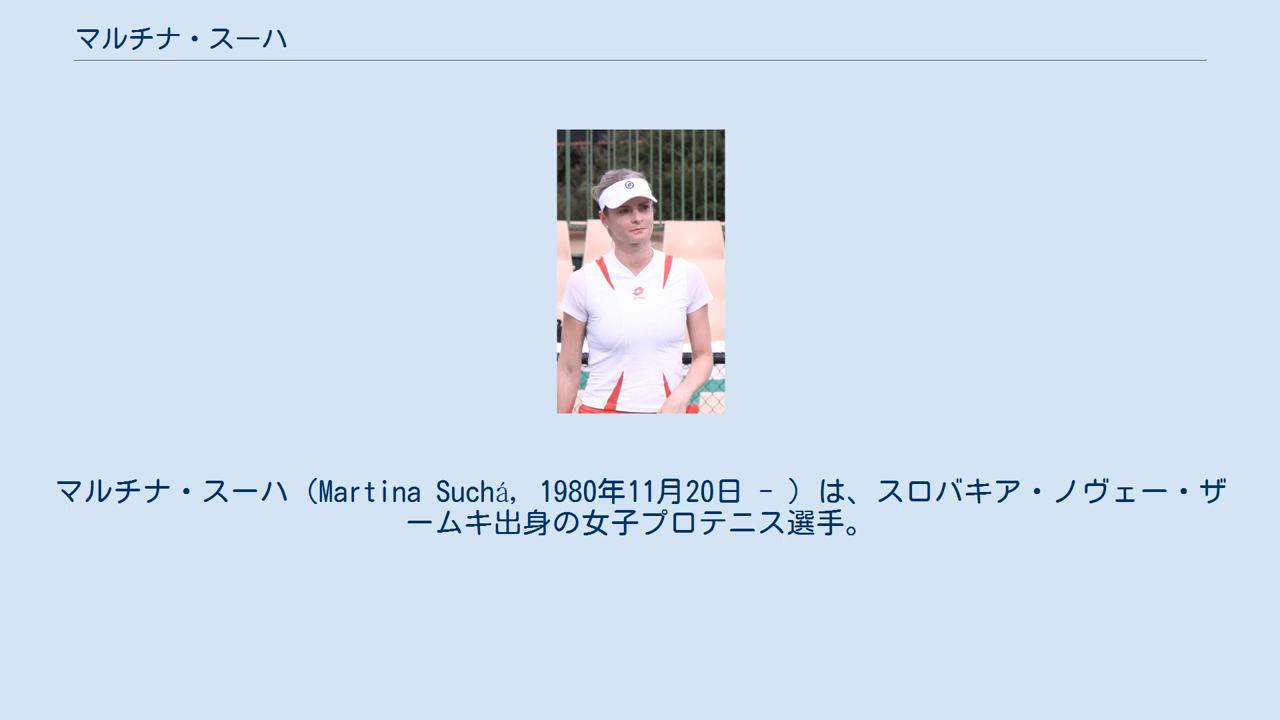 マルチナ・スーハ
マルチナ・スーハ（Martina Suchá, 1980年11月20日 - ）は、スロバキア・ノヴェー・ザ
ームキ出身の女子プロテニス選手。